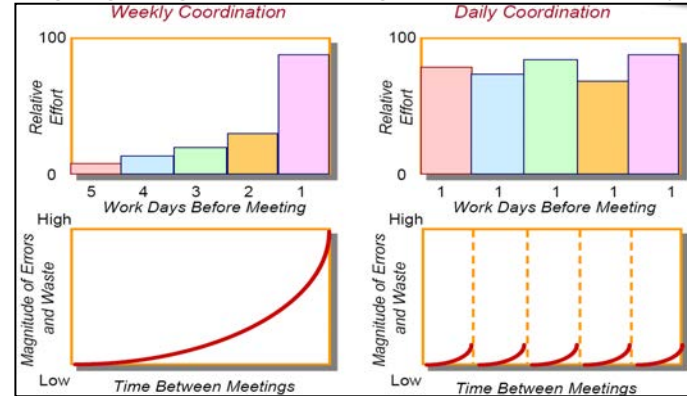 Weekly Coordination
100
Relative
Effort
0
5 4 3 2 1
Work Days Before Meeting
High
Magnitude of Errors
and Waste
Low
Time Between Meetings
Daily Coordination
100
Relative
Effort
0
1 1 1 1 1
Work Days Before Meeting
High
Magnitude of Errors
and Waste
Low
Time Between Meetings